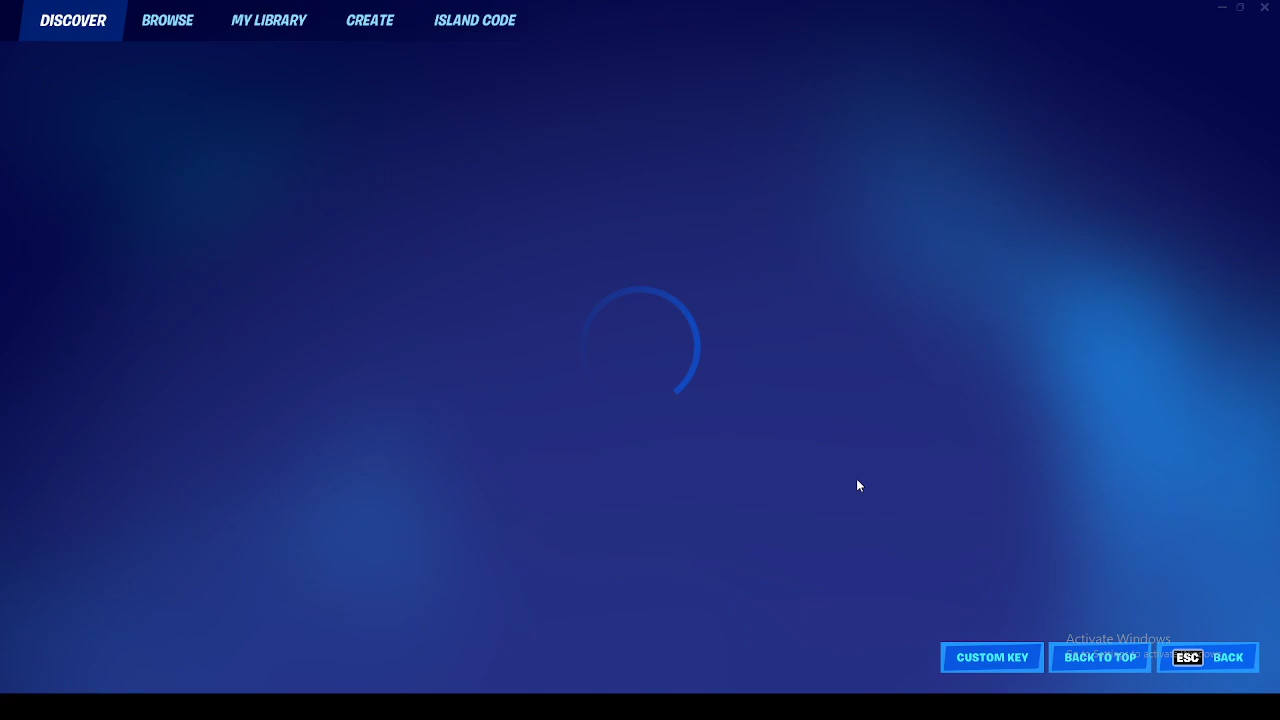 DISCOVER BROWSE MY LIBRARY CREATE ISLAND CODE
Activate Windows
CUSTOM KEY BACK TO TOP ESC BACK